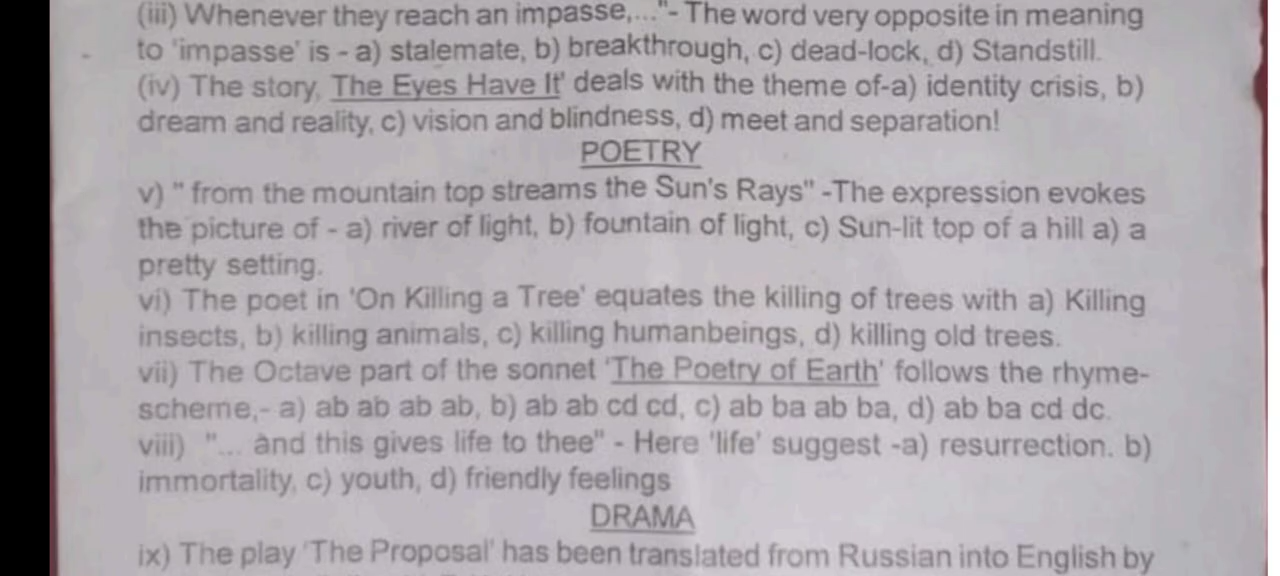 (iii) Whenever they reach an impasse,..."- The word very opposite in meaning
to 'impasse' is - a) stalemate, b) breakthrough, c) dead-lock, d) Standstill.
(iv) The story, The Eyes Have It' deals with the theme of-a) identity crisis, b)
dream and reality, c) vision and blindness, d) meet and separation!
POETRY
v) " from the mountain top streams the Sun's Rays" -The expression evokes
the picture of - a) river of light, b) fountain of light, c) Sun-lit top of a hill a) a
pretty setting.
vi) The poet in 'On Killing a Tree' equates the killing of trees with a) Killing
insects, b) killing animals, c) killing humanbeings, d) killing old trees.
vii) The Octave part of the sonnet 'The Poetry of Earth' follows the rhyme-
scheme,- a) ab ab ab ab, b) ab ab cd cd, c) ab ba ab ba, d) ab ba cd dc.
viii) "... and this gives life to thee" - Here 'life' suggest -a) resurrection. b)
immortality, c) youth, d) friendly feelings
DRAMA
ix) The play 'The Proposal' has been translated from Russian into English by